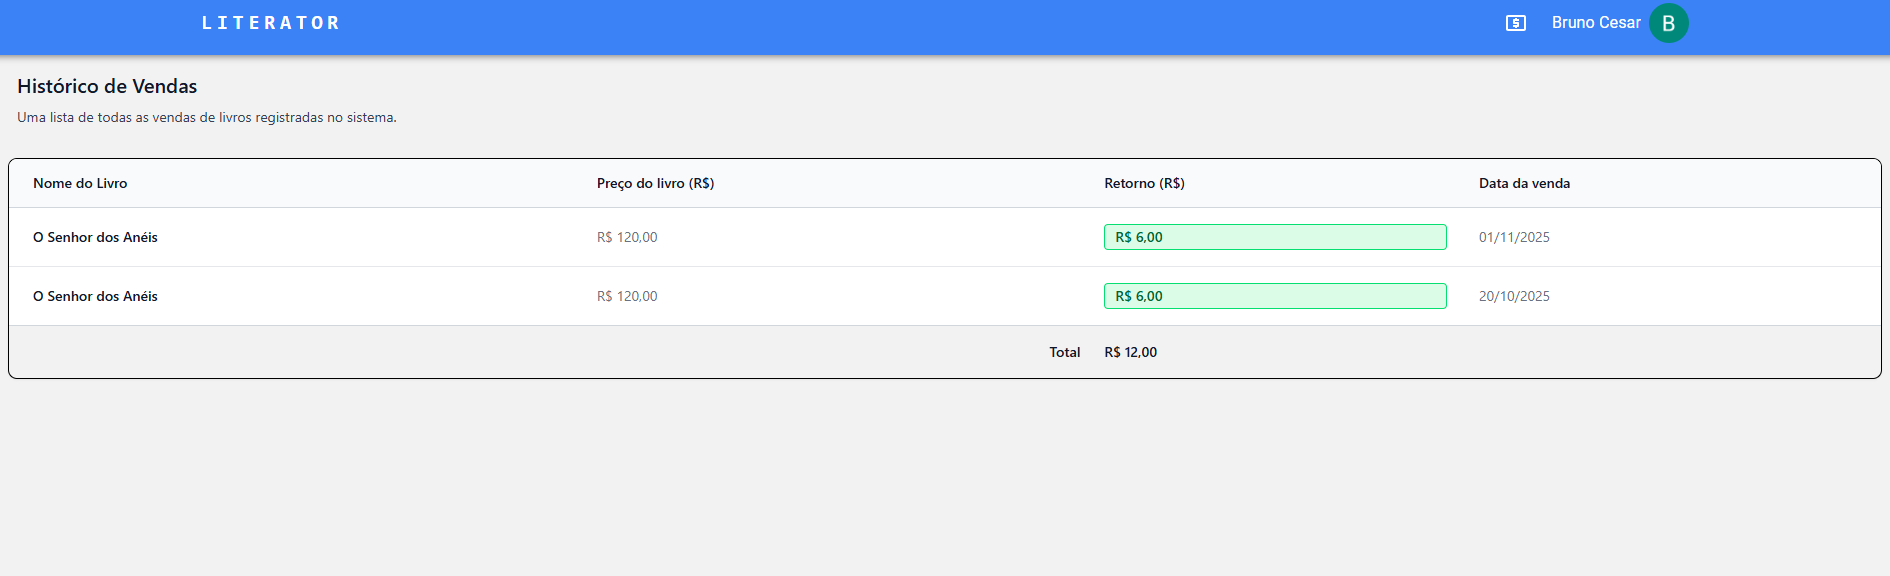 LITERATOR
Bruno Cesar B
Histórico de Vendas
Uma lista de todas as vendas de livros registradas no sistema.
Nome do Livro Preço do livro (R$) Retorno (R$) Data da venda
O Senhor dos Anéis R$ 120,00 R$ 6,00 01/11/2025
O Senhor dos Anéis R$ 120,00 R$ 6,00 20/10/2025
Total R$ 12,00